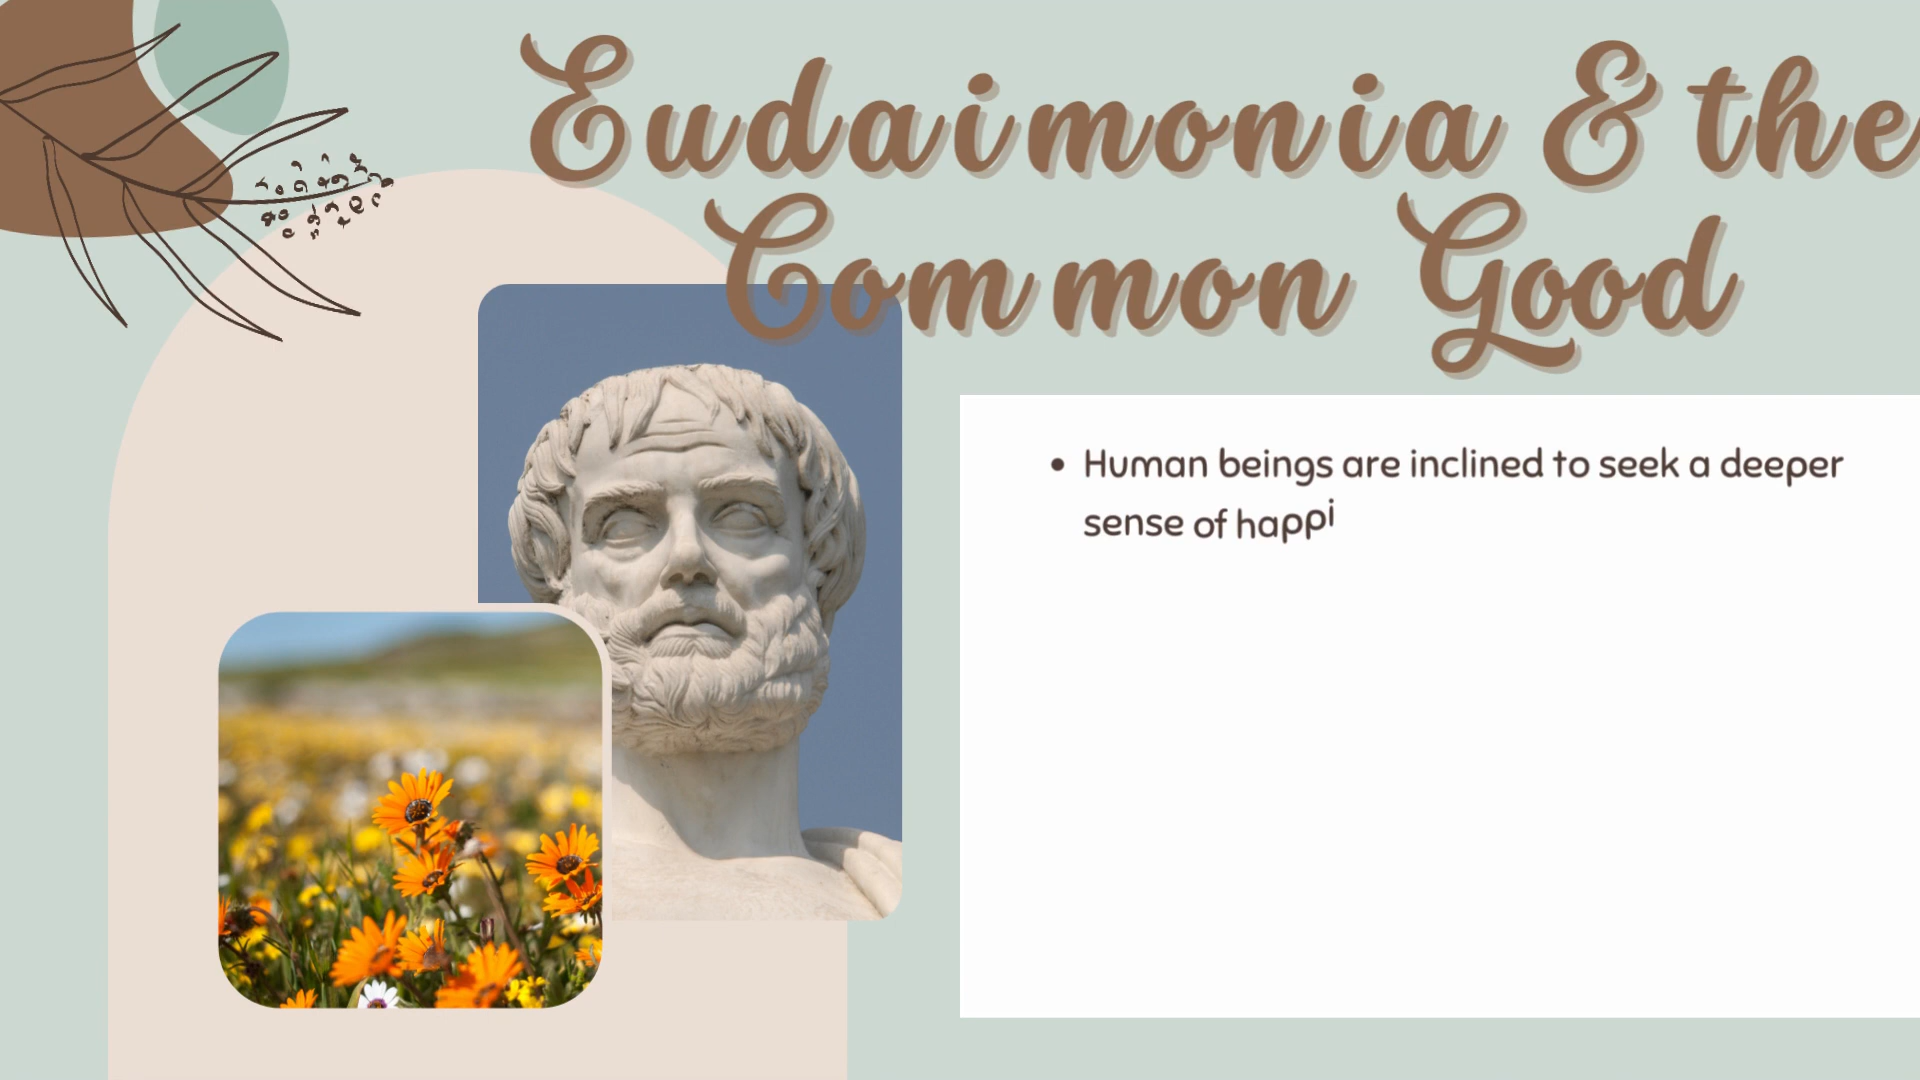 Eudaimonia & the
Common Good
• Human beings are inclined to seek a deeper
sense of happi